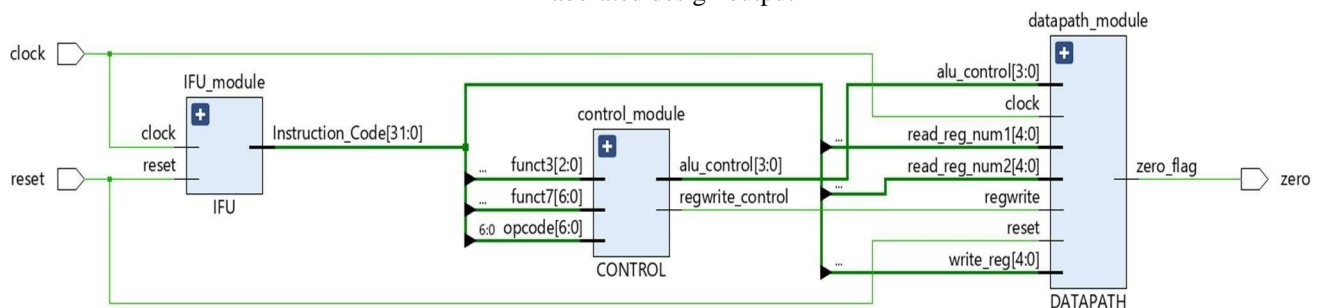 datapath_module
clock
IFU_module
alu_control[3:0]
clock
control_module
clock
Instruction_Code[31:0]
read_reg_num1[4:0]
reset
... funct3[2:0]
alu_control[3:0]
...
read_reg_num2[4:0]
zero_flag
reset
zero
IFU
... funct7[6:0]
regwrite_control
...
regwrite
6:0 opcode[6:0]
reset
CONTROL
...
write_reg[4:0]
DATAPATH